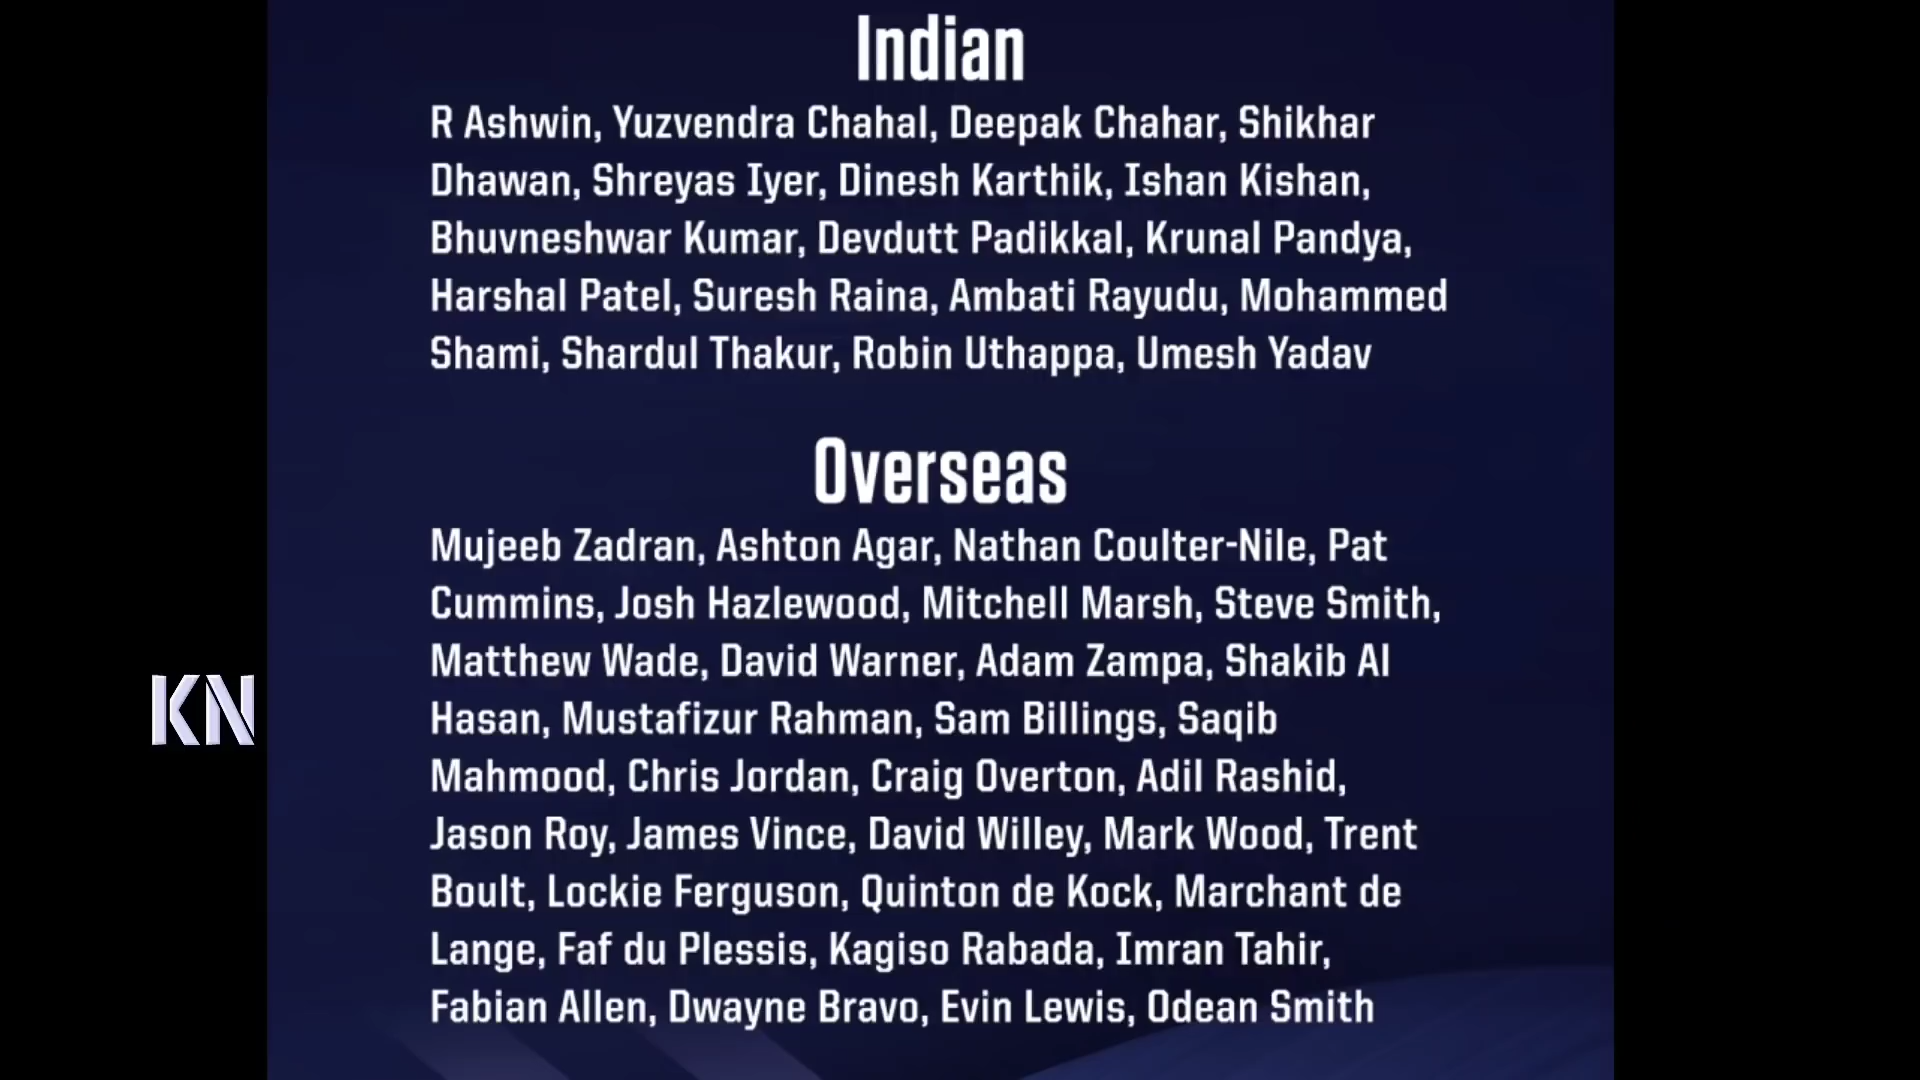 Indian
R Ashwin, Yuzvendra Chahal, Deepak Chahar, Shikhar
Dhawan, Shreyas Iyer, Dinesh Karthik, Ishan Kishan,
Bhuvneshwar Kumar, Devdutt Padikkal, Krunal Pandya,
Harshal Patel, Suresh Raina, Ambati Rayudu, Mohammed
Shami, Shardul Thakur, Robin Uthappa, Umesh Yadav
Overseas
Mujeeb Zadran, Ashton Agar, Nathan Coulter-Nile, Pat
Cummins, Josh Hazlewood, Mitchell Marsh, Steve Smith,
Matthew Wade, David Warner, Adam Zampa, Shakib Al
Hasan, Mustafizur Rahman, Sam Billings, Saqib
Mahmood, Chris Jordan, Craig Overton, Adil Rashid,
Jason Roy, James Vince, David Willey, Mark Wood, Trent
Boult, Lockie Ferguson, Quinton de Kock, Marchant de
Lange, Faf du Plessis, Kagiso Rabada, Imran Tahir,
Fabian Allen, Dwayne Bravo, Evin Lewis, Odean Smith
KN